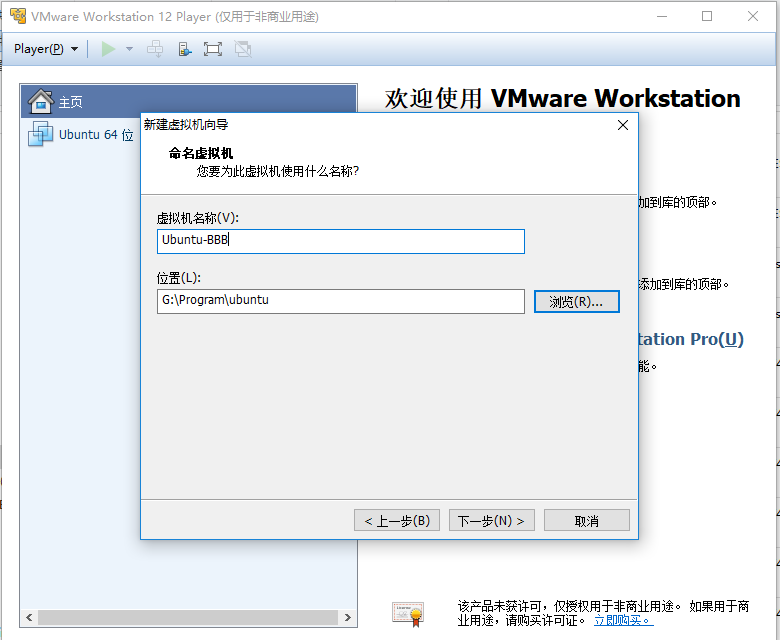 VMware Workstation 12 Player (仅用于非商业用途)
Player(P)
主页
欢迎使用 VMware Workstation
Ubuntu 64 位
新建虚拟机向导
命名虚拟机
您要为此虚拟机使用什么名称?
加到库的顶部。
虚拟机名称(V):
Ubuntu-BBB
位置(L):
添加到库的顶部。
G:\Program\ubuntu
浏览(R)...
tation Pro(U)
能。
< 上一步(B)
下一步(N) >
取消
该产品未获许可，仅授权用于非商业用途。 如果用于商
业用途，请购买许可证。 立即购买。